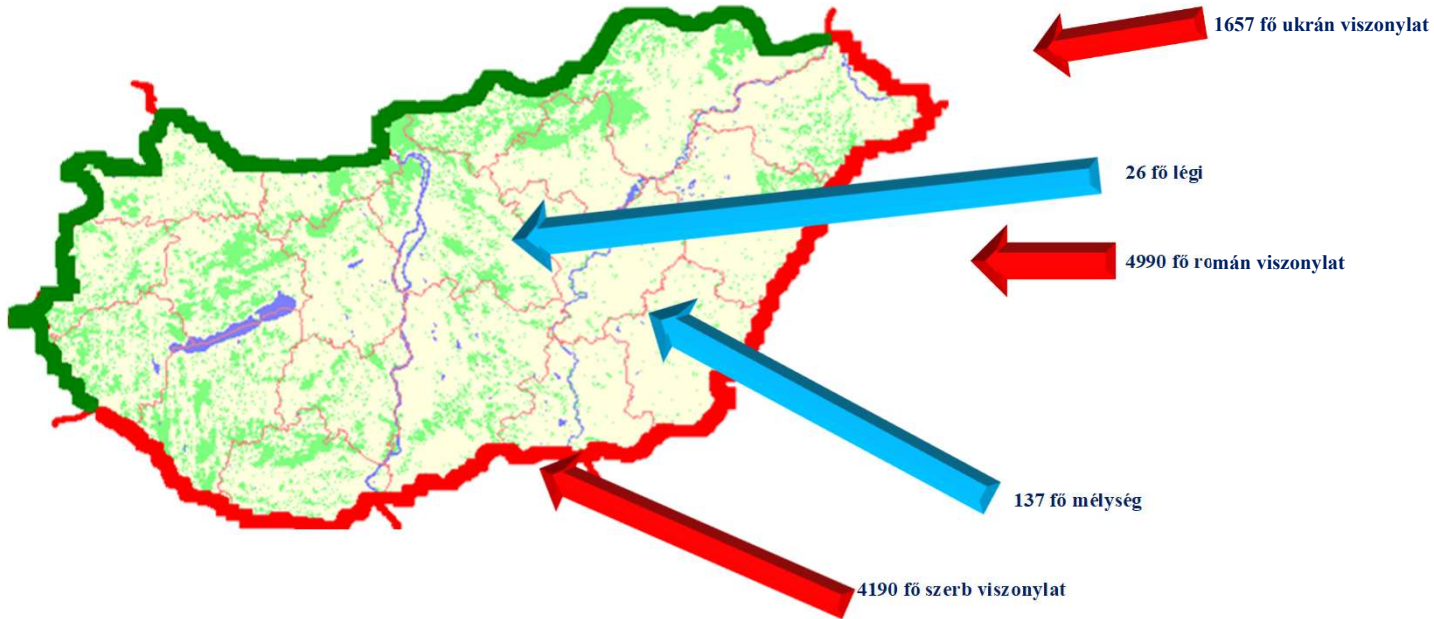 1657 fő ukrán viszonylat
26 fő légi
4990 fő román viszonylat
137 fő mélység
4190 fő szerb viszonylat